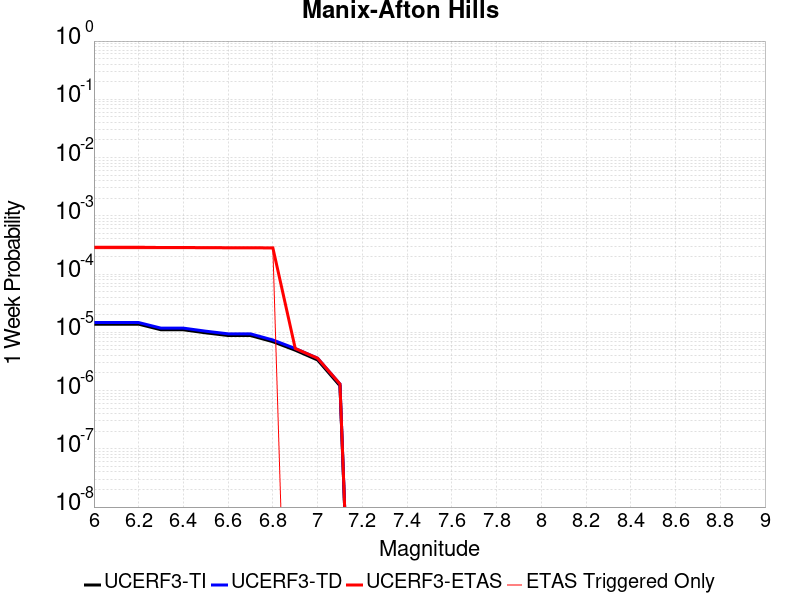 Manix-Afton Hills
10^0
10^-1
10^-2
10^-3
10^-4
10^-5
10^-6
10^-7
10^-8
1 Week Probability
6 6.2 6.4 6.6 6.8 7 7.2 7.4 7.6 7.8 8 8.2 8.4 8.6 8.8 9
Magnitude
UCERF3-TI UCERF3-TD UCERF3-ETAS ETAS Triggered Only